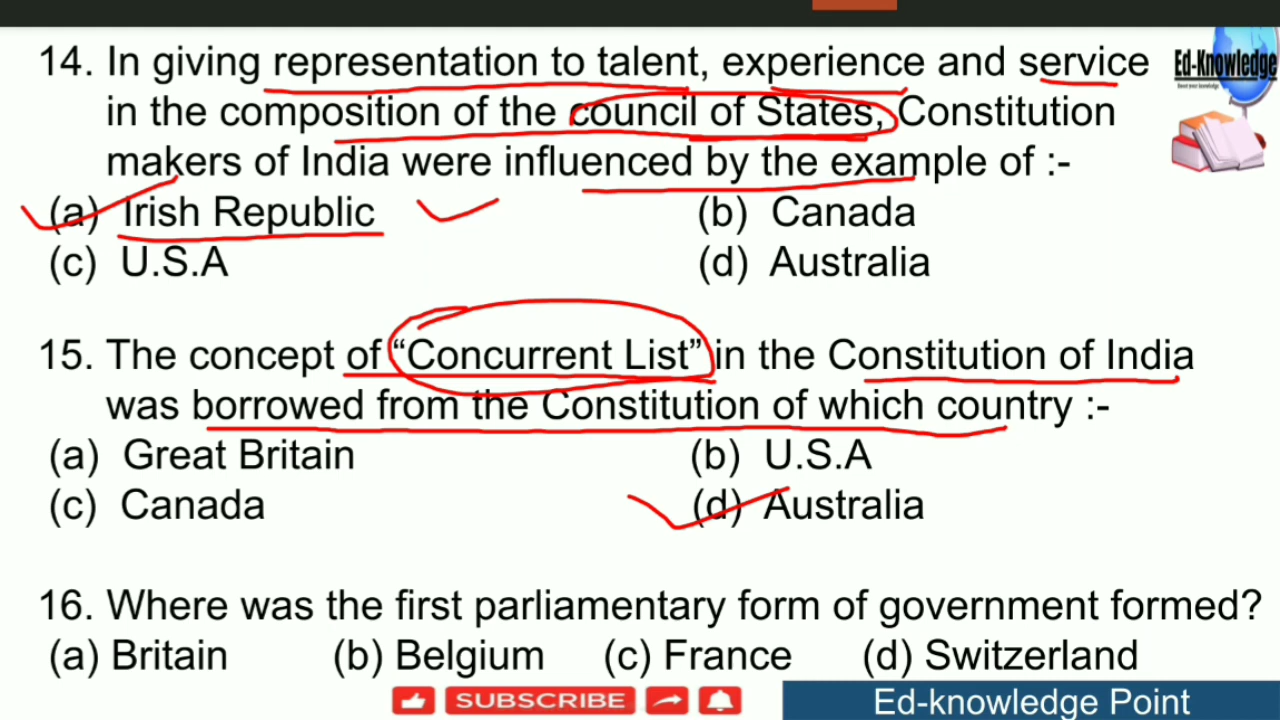 14. In giving representation to talent, experience and service
in the composition of the council of States, Constitution
makers of India were influenced by the example of :-
(a) Irish Republic (b) Canada
(c) U.S.A (d) Australia
15. The concept of “Concurrent List” in the Constitution of India
was borrowed from the Constitution of which country :-
(a) Great Britain (b) U.S.A
(c) Canada (d) Australia
16. Where was the first parliamentary form of government formed?
(a) Britain (b) Belgium (c) France (d) Switzerland
Ed-Knowledge
SUBSCRIBE
Ed-knowledge Point